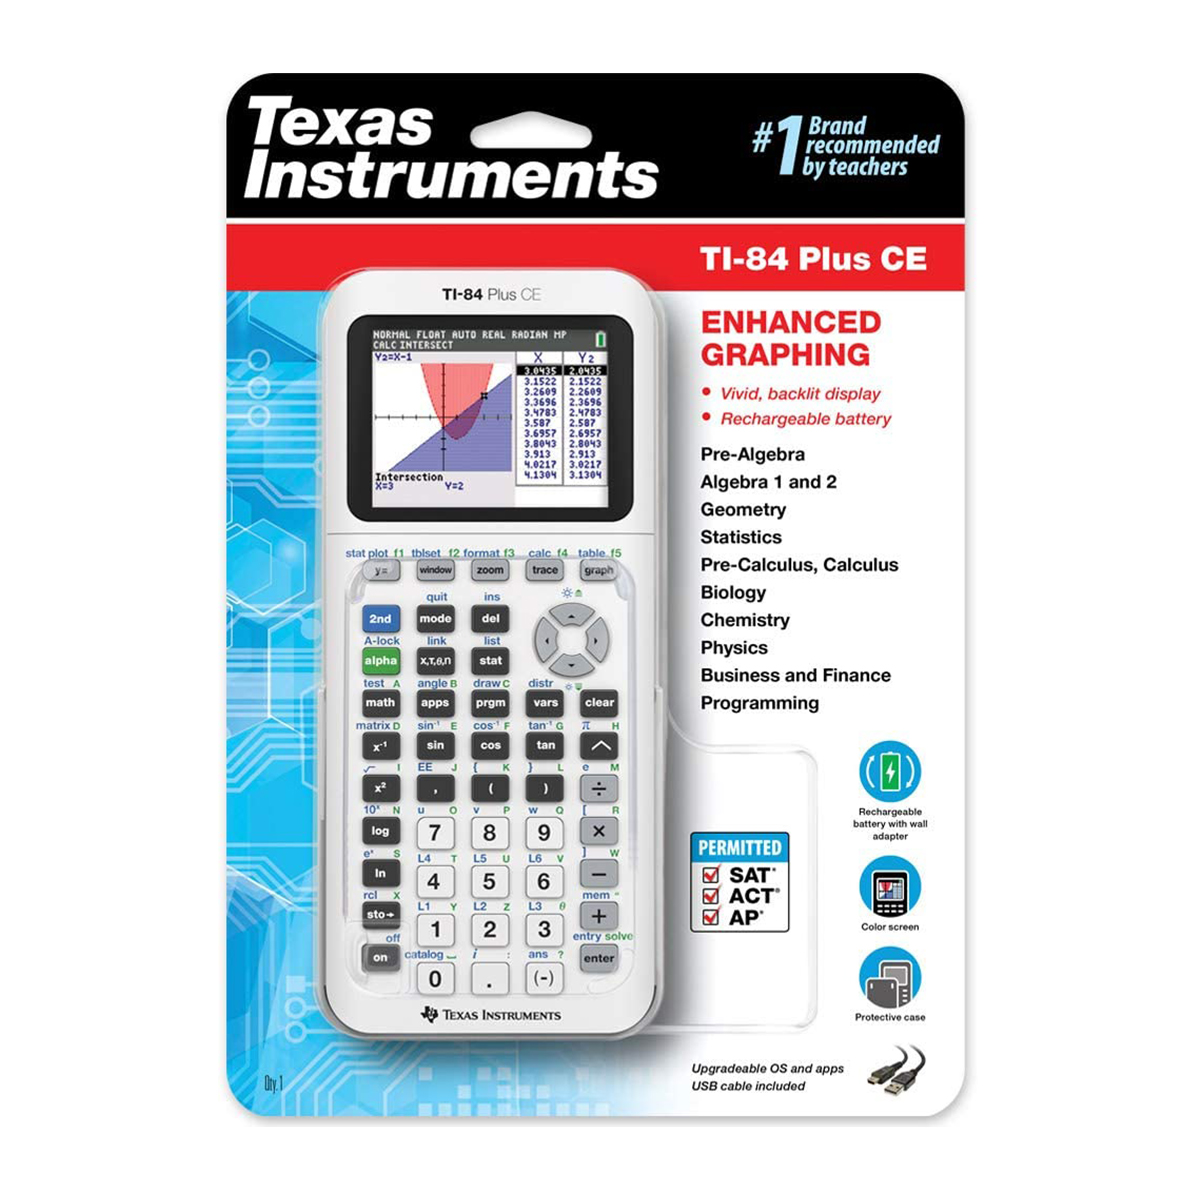 Texas
Instruments
#1 Brand
recommended
by teachers
TI-84 Plus CE
TI-84 Plus CE
NORMAL FLOAT AUTO REAL RADIAN MP
CALC INTERSECT
Y2=X-1
X Y2
3.0435 2.0435
3.1522 2.1522
3.2609 2.2609
3.3696 2.3696
3.4783 2.4783
3.587 2.587
3.6957 2.6957
3.8043 2.8043
3.913 2.913
4.0217 3.0217
4.1304 3.1304
Intersection
X=3 Y=2
ENHANCED
GRAPHING
• Vivid, backlit display
• Rechargeable battery
Pre-Algebra
Algebra 1 and 2
Geometry
Statistics
Pre-Calculus, Calculus
Biology
Chemistry
Physics
Business and Finance
Programming
stat plot f1 tblset f2 format f3 calc f4 table f5
y= window zoom trace graph
quit ins
2nd mode del
A-lock link list
alpha X,T,θ,n stat
test A angle B draw C distr
math apps prgm vars clear
matrix D sin⁻¹ E cos⁻¹ F tan⁻¹ G π H
x⁻¹ sin cos tan ^
√ I EE J { K } L e M
x² , ( ) ÷
10ˣ N u O v P w Q [ R
log 7 8 9 ×
eˣ S L4 T L5 U L6 V ] W
ln 4 5 6 −
rcl X L1 Y L2 Z L3 θ mem "
sto→ 1 2 3 +
off catalog i : ans ? entry solve
on 0 . (-) enter
TEXAS INSTRUMENTS
Rechargeable
battery with wall
adapter
PERMITTED
SAT®
ACT®
AP®
Color screen
Protective case
Upgradeable OS and apps
USB cable included
Qty. 1